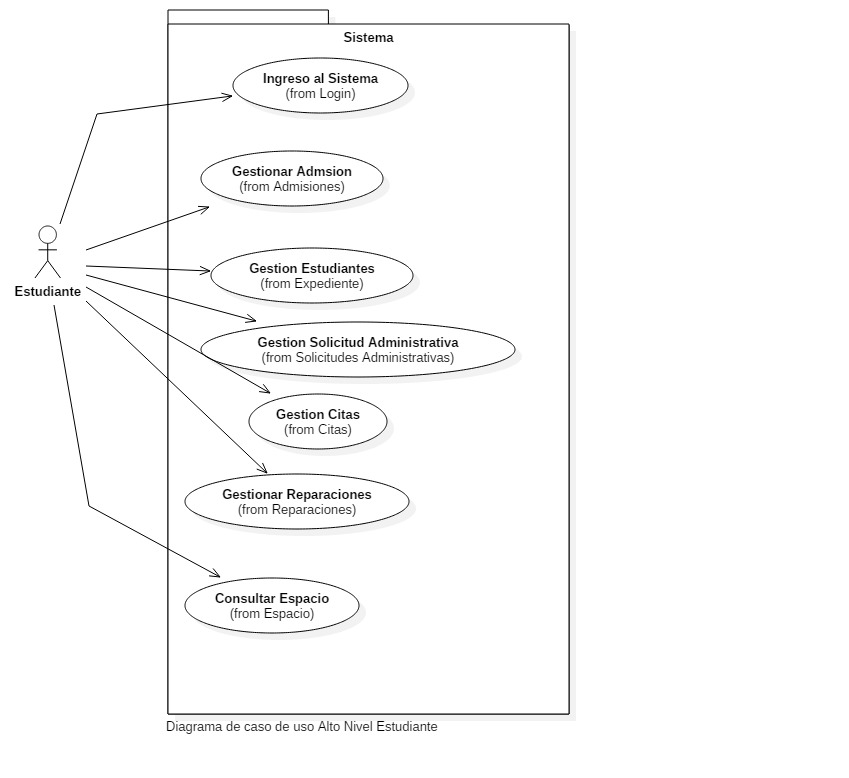 Sistema
Ingreso al Sistema
(from Login)
Gestionar Admsion
(from Admisiones)
Gestion Estudiantes
(from Expediente)
Estudiante
Gestion Solicitud Administrativa
(from Solicitudes Administrativas)
Gestion Citas
(from Citas)
Gestionar Reparaciones
(from Reparaciones)
Consultar Espacio
(from Espacio)
Diagrama de caso de uso Alto Nivel Estudiante